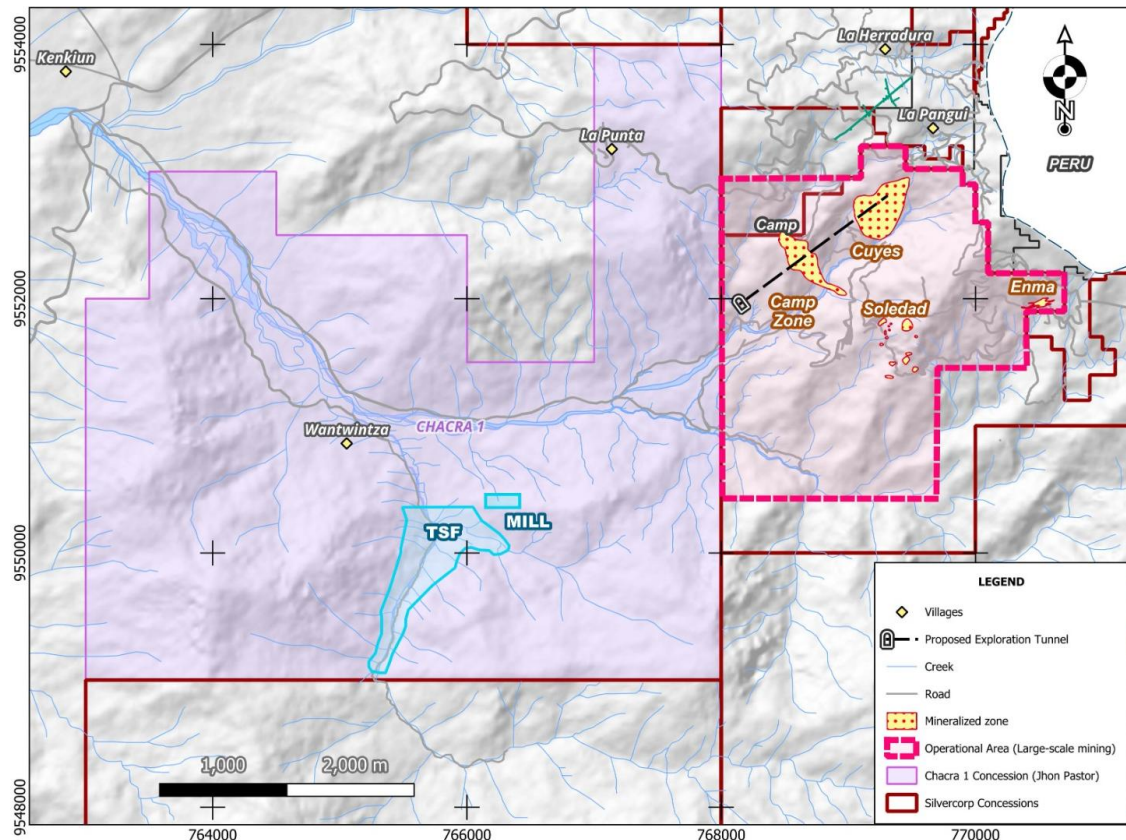 9554000
9552000
9550000
9548000
Kenkiun
La Herradura
La Pangui
La Punta
N
PERU
Camp
Cuyes
Camp
Zone
Soledad
Enma
CHACRA 1
Wantwintza
TSF
MILL
1,000
2,000 m
764000
766000
768000
770000
LEGEND
Villages
Proposed Exploration Tunnel
Creek
Road
Mineralized zone
Operational Area (Large-scale mining)
Chacra 1 Concession (Jhon Pastor)
Silvercorp Concessions